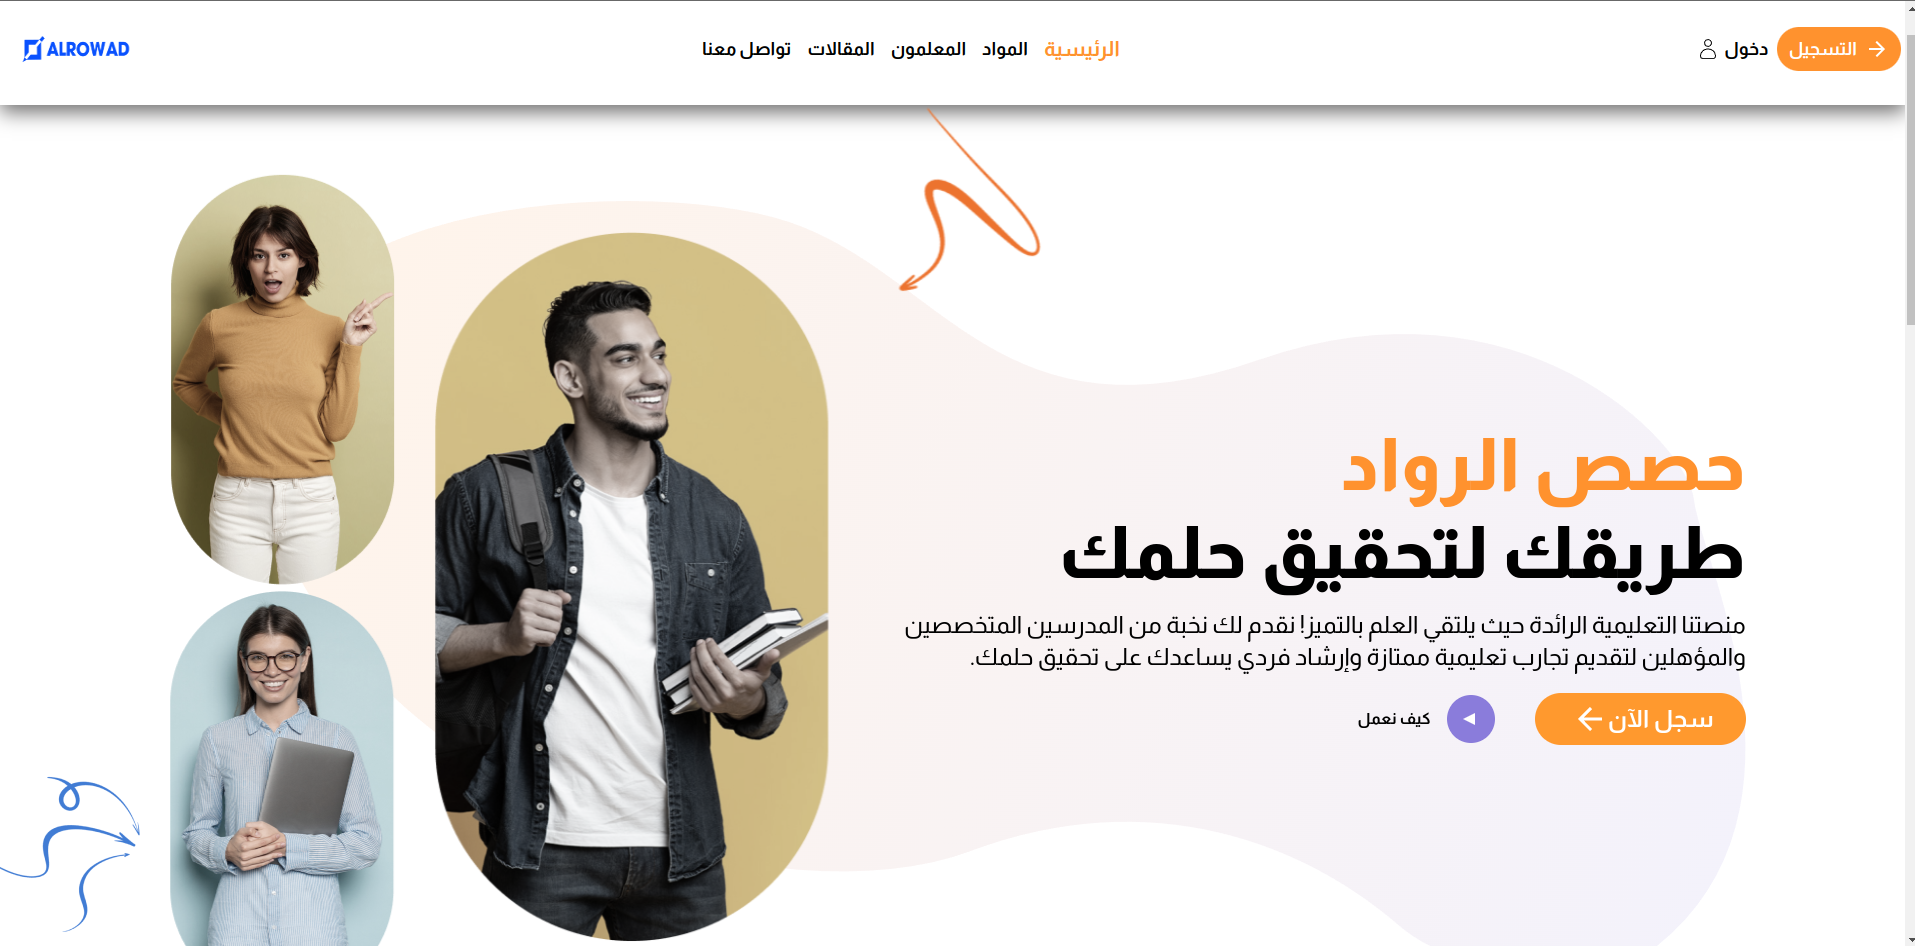 التسجيل
دخول
الرئيسية
المواد
المعلمون
المقالات
تواصل معنا
ALROWAD
حصص الرواد
طريقك لتحقيق حلمك
منصتنا التعليمية الرائدة حيث يلتقي العلم بالتميز! نقدم لك نخبة من المدرسين المتخصصين
والمؤهلين لتقديم تجارب تعليمية ممتازة وإرشاد فردي يساعدك على تحقيق حلمك.
سجل الآن
كيف نعمل